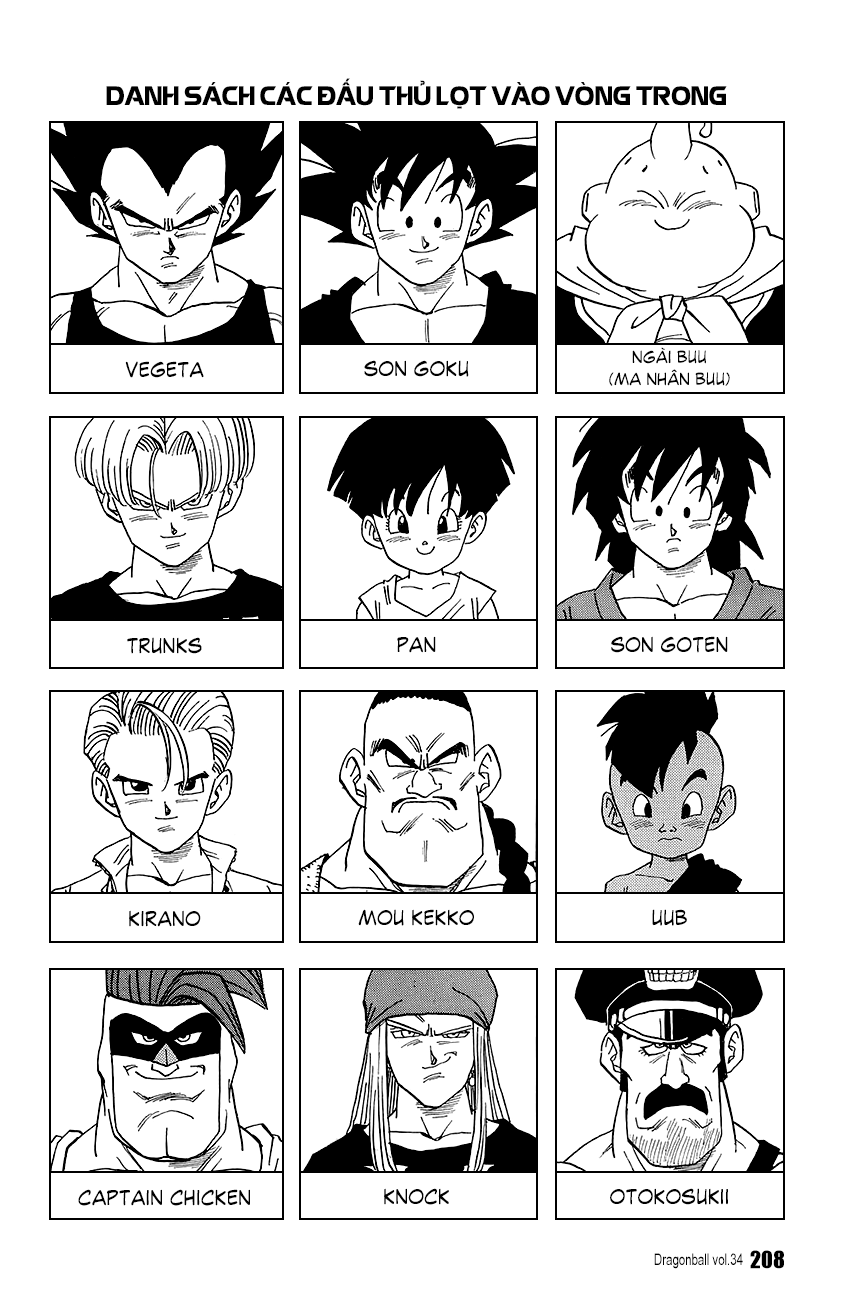 DANH SÁCH CÁC ĐẤU THỦ LỌT VÀO VÒNG TRONG
VEGETA
SON GOKU
NGÀI BUU
(MA NHÂN BUU)
TRUNKS
PAN
SON GOTEN
KIRANO
MOU KEKKO
UUB
CAPTAIN CHICKEN
KNOCK
OTOKOSUKII
Dragonball vol.34 208